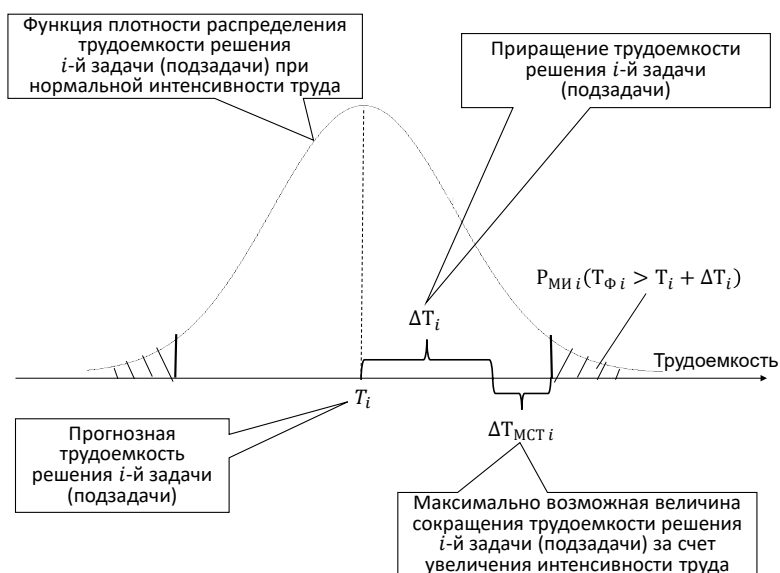 Функция плотности распределения
трудоемкости решения
i-й задачи (подзадачи) при
нормальной интенсивности труда
Приращение трудоемкости
решения i-й задачи
(подзадачи)
P_МИ i(T_Ф i > T_i + ΔT_i)
ΔT_i
Трудоемкость
T_i
ΔT_МСТ i
Прогнозная
трудоемкость
решения i-й задачи
(подзадачи)
Максимально возможная величина
сокращения трудоемкости решения
i-й задачи (подзадачи) за счет
увеличения интенсивности труда